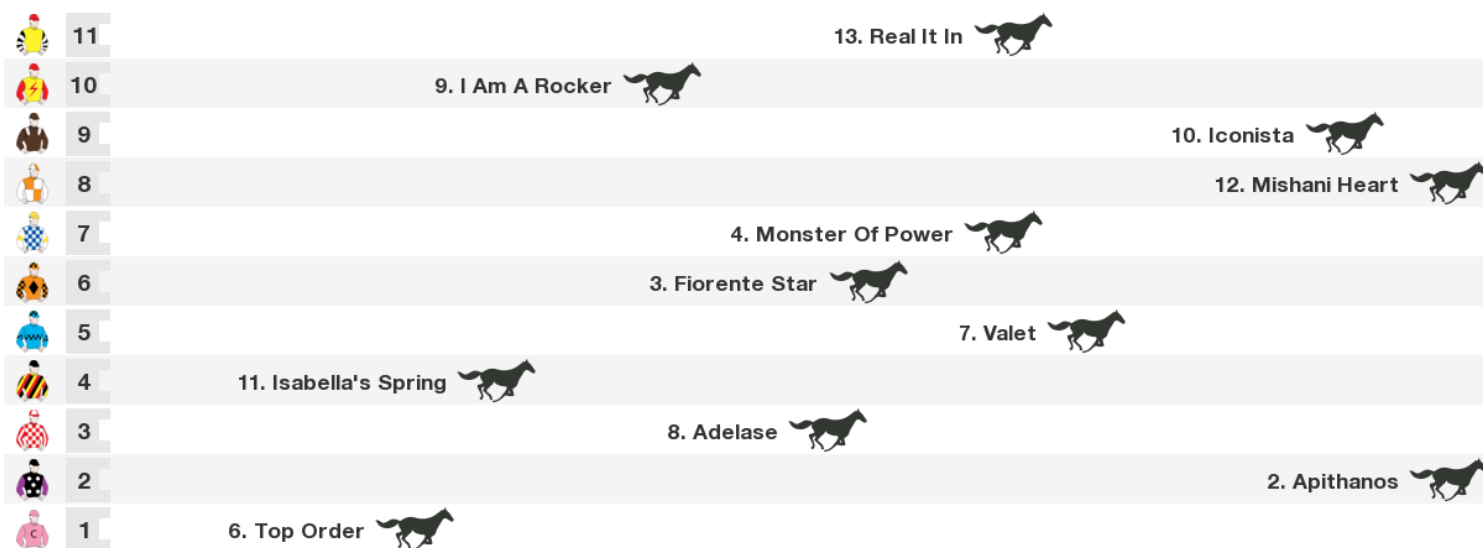 11 13. Real It In
10 9. I Am A Rocker
9 10. Iconista
8 12. Mishani Heart
7 4. Monster Of Power
6 3. Fiorente Star
5 7. Valet
4 11. Isabella's Spring
3 8. Adelase
2 2. Apithanos
C 1 6. Top Order